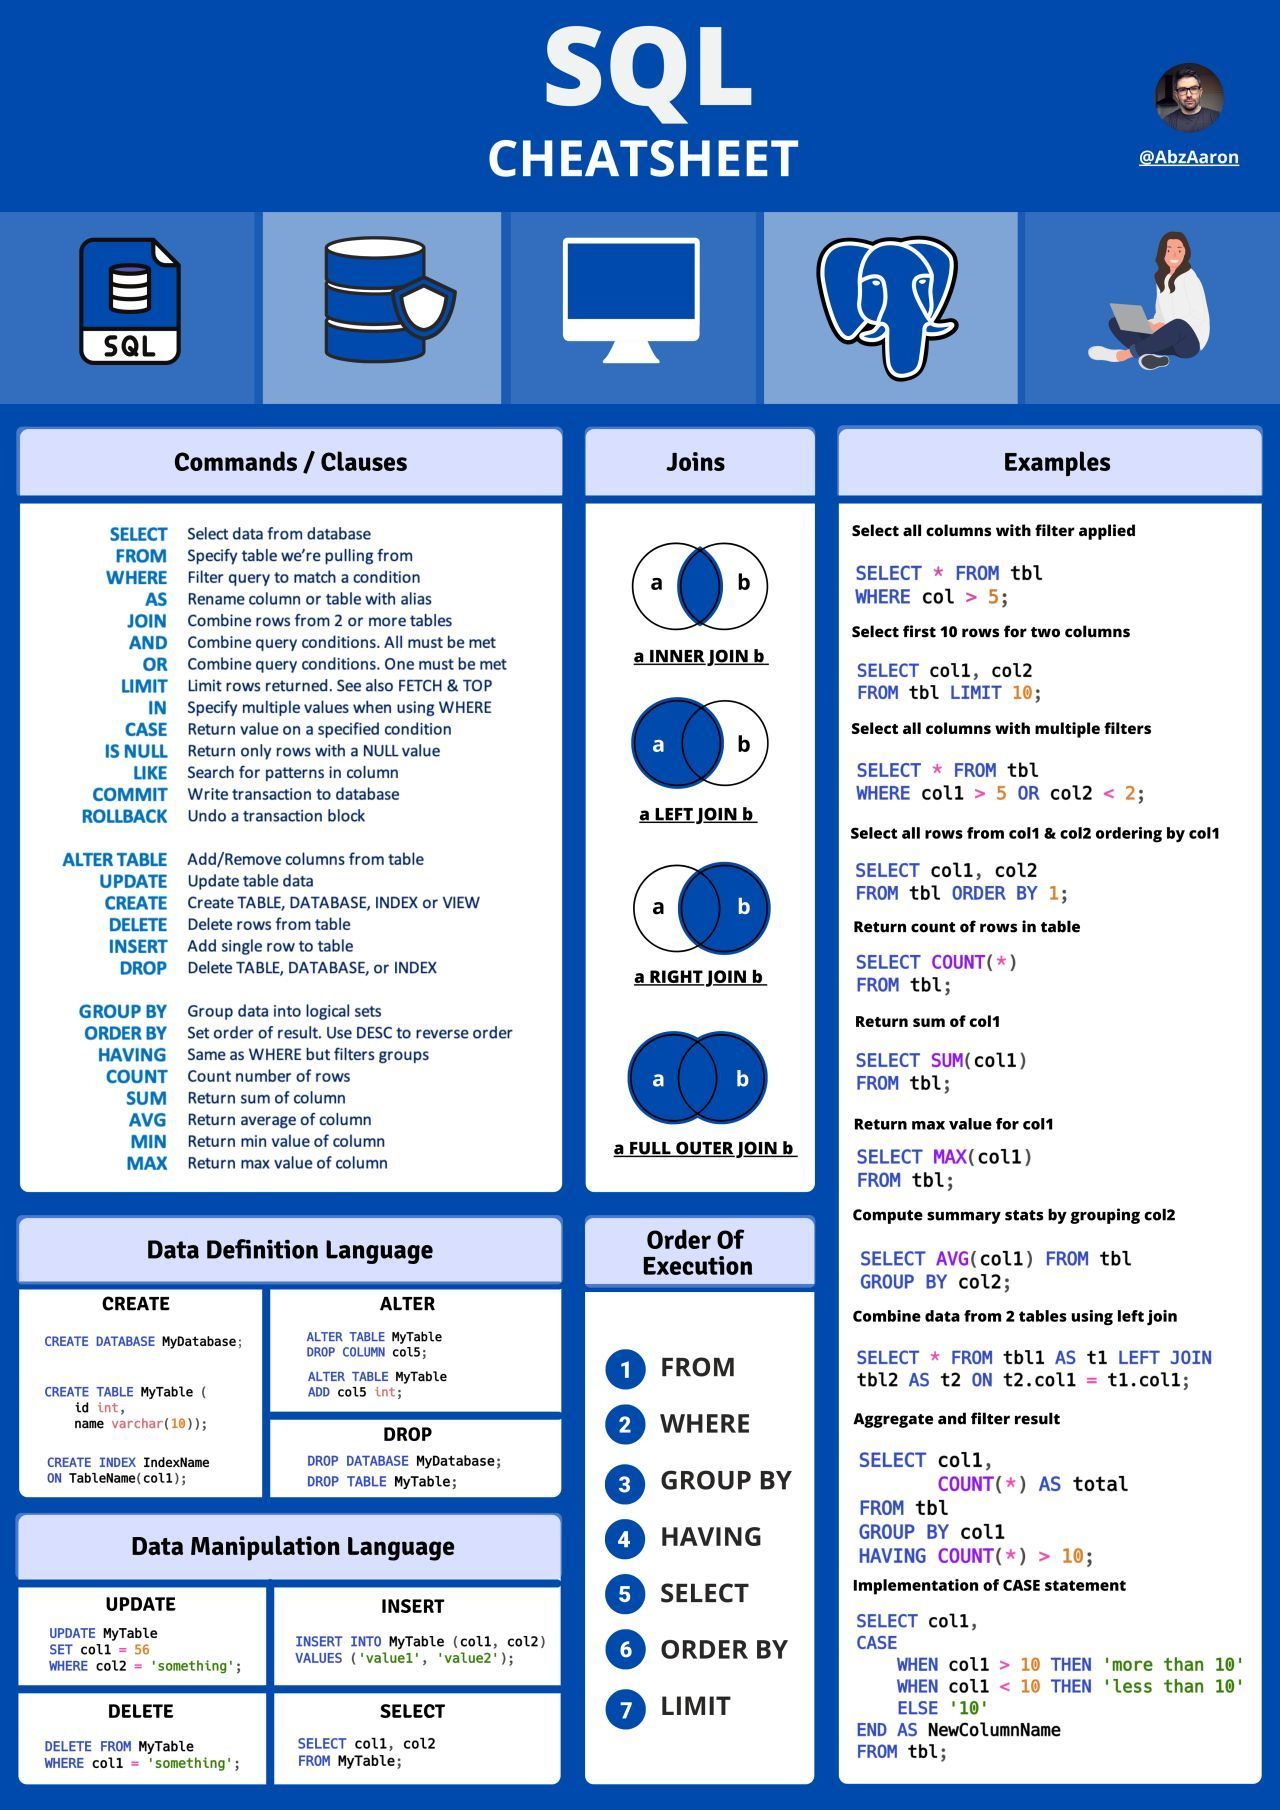 SQL
CHEATSHEET
@AbzAaron
SQL
Commands / Clauses
SELECT Select data from database
FROM Specify table we're pulling from
WHERE Filter query to match a condition
AS Rename column or table with alias
JOIN Combine rows from 2 or more tables
AND Combine query conditions. All must be met
OR Combine query conditions. One must be met
LIMIT Limit rows returned. See also FETCH & TOP
IN Specify multiple values when using WHERE
CASE Return value on a specified condition
IS NULL Return only rows with a NULL value
LIKE Search for patterns in column
COMMIT Write transaction to database
ROLLBACK Undo a transaction block
ALTER TABLE Add/Remove columns from table
UPDATE Update table data
CREATE Create TABLE, DATABASE, INDEX or VIEW
DELETE Delete rows from table
INSERT Add single row to table
DROP Delete TABLE, DATABASE, or INDEX
GROUP BY Group data into logical sets
ORDER BY Set order of result. Use DESC to reverse order
HAVING Same as WHERE but filters groups
COUNT Count number of rows
SUM Return sum of column
AVG Return average of column
MIN Return min value of column
MAX Return max value of column
Joins
a b
a INNER JOIN b
a b
a LEFT JOIN b
a b
a RIGHT JOIN b
a b
a FULL OUTER JOIN b
Examples
Select all columns with filter applied
SELECT * FROM tbl
WHERE col > 5;
Select first 10 rows for two columns
SELECT col1, col2
FROM tbl LIMIT 10;
Select all columns with multiple filters
SELECT * FROM tbl
WHERE col1 > 5 OR col2 < 2;
Select all rows from col1 & col2 ordering by col1
SELECT col1, col2
FROM tbl ORDER BY 1;
Return count of rows in table
SELECT COUNT(*)
FROM tbl;
Return sum of col1
SELECT SUM(col1)
FROM tbl;
Return max value for col1
SELECT MAX(col1)
FROM tbl;
Compute summary stats by grouping col2
SELECT AVG(col1) FROM tbl
GROUP BY col2;
Combine data from 2 tables using left join
SELECT * FROM tbl1 AS t1 LEFT JOIN
tbl2 AS t2 ON t2.col1 = t1.col1;
Aggregate and filter result
SELECT col1,
COUNT(*) AS total
FROM tbl
GROUP BY col1
HAVING COUNT(*) > 10;
Implementation of CASE statement
SELECT col1,
CASE
WHEN col1 > 10 THEN 'more than 10'
WHEN col1 < 10 THEN 'less than 10'
ELSE '10'
END AS NewColumnName
FROM tbl;
Data Definition Language
CREATE
CREATE DATABASE MyDatabase;
CREATE TABLE MyTable (
id int,
name varchar(10));
CREATE INDEX IndexName
ON TableName(col1);
ALTER
ALTER TABLE MyTable
DROP COLUMN col5;
ALTER TABLE MyTable
ADD col5 int;
DROP
DROP DATABASE MyDatabase;
DROP TABLE MyTable;
Data Manipulation Language
UPDATE
UPDATE MyTable
SET col1 = 56
WHERE col2 = 'something';
INSERT
INSERT INTO MyTable (col1, col2)
VALUES ('value1', 'value2');
DELETE
DELETE FROM MyTable
WHERE col1 = 'something';
SELECT
SELECT col1, col2
FROM MyTable;
Order Of
Execution
1 FROM
2 WHERE
3 GROUP BY
4 HAVING
5 SELECT
6 ORDER BY
7 LIMIT